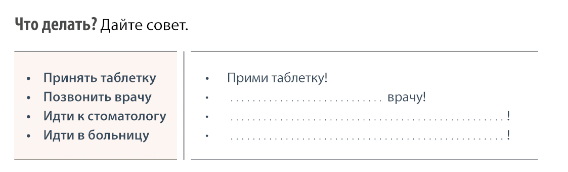 Что делать? Дайте совет.
• Принять таблетку
• Позвонить врачу
• Идти к стоматологу
• Идти в больницу
• Прими таблетку!
• ........................... врачу!
• ................................................ !
• ................................................ !